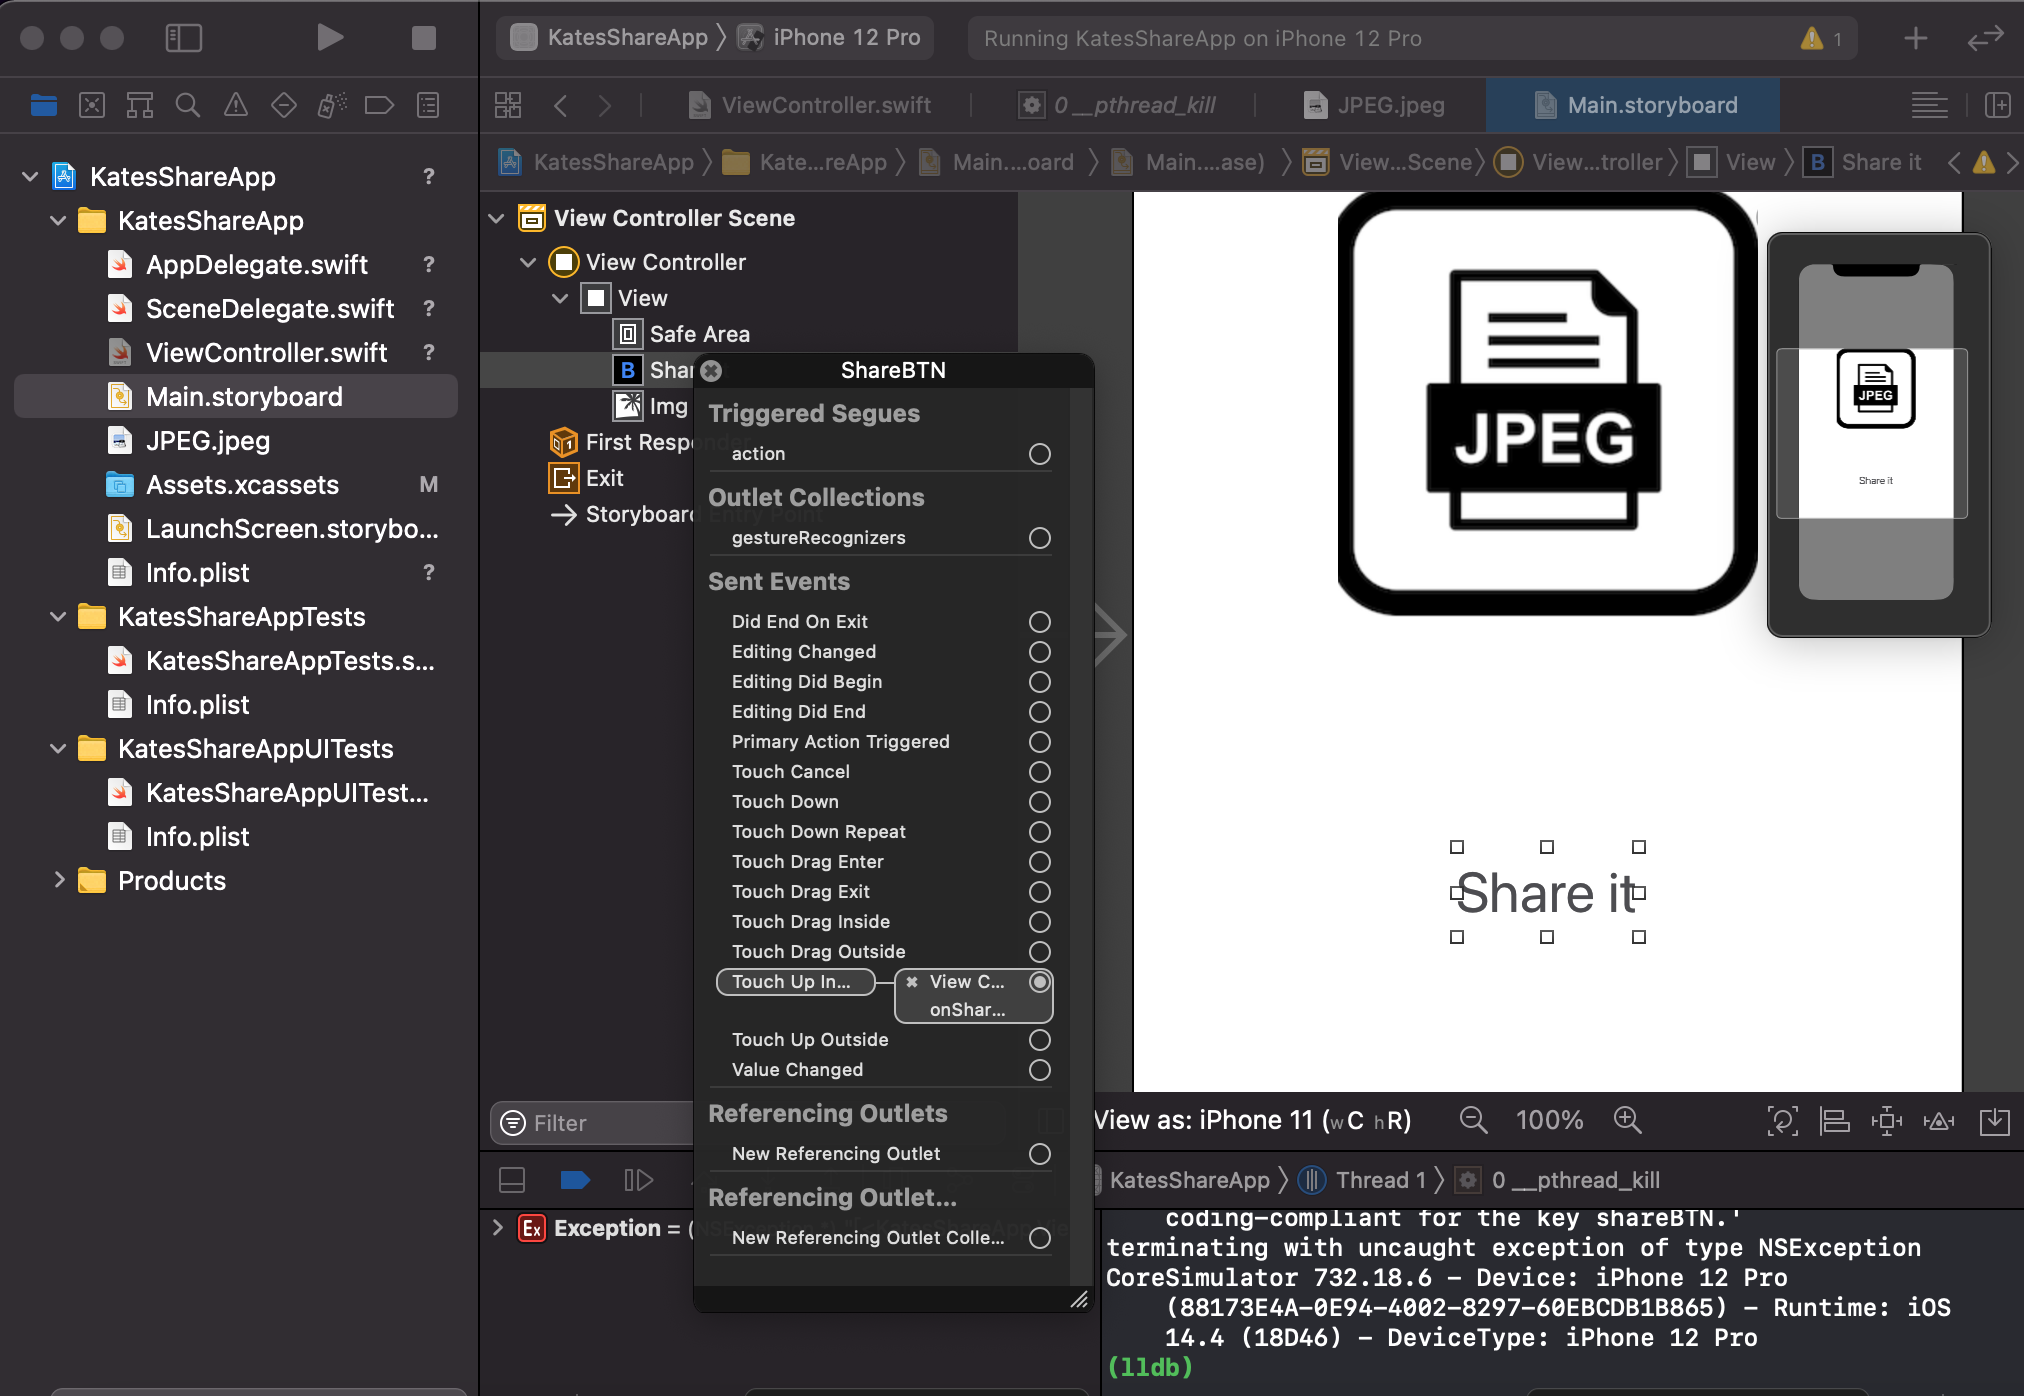 KatesShareApp 〉 iPhone 12 Pro
Running KatesShareApp on iPhone 12 Pro
1
ViewController.swift
0 __pthread_kill
JPEG.jpeg
Main.storyboard
KatesShareApp
Kate...reApp
Main....oard
Main....ase)
View...Scene
View...troller
View
B Share it
KatesShareApp ?
KatesShareApp
AppDelegate.swift ?
SceneDelegate.swift ?
ViewController.swift ?
Main.storyboard
JPEG.jpeg
Assets.xcassets M
LaunchScreen.storybo...
Info.plist ?
KatesShareAppTests
KatesShareAppTests.s...
Info.plist
KatesShareAppUITests
KatesShareAppUITest...
Info.plist
Products
View Controller Scene
View Controller
View
Safe Area
B Shar
Img
First Responder
Exit
Storyboard Entry Point
Filter
ShareBTN
Triggered Segues
action
Outlet Collections
gestureRecognizers
Sent Events
Did End On Exit
Editing Changed
Editing Did Begin
Editing Did End
Primary Action Triggered
Touch Cancel
Touch Down
Touch Down Repeat
Touch Drag Enter
Touch Drag Exit
Touch Drag Inside
Touch Drag Outside
Touch Up In...
View C...
onShar...
Touch Up Outside
Value Changed
Referencing Outlets
New Referencing Outlet
Referencing Outlet...
New Referencing Outlet Colle...
JPEG
Share it
JPEG
Share it
View as: iPhone 11 (wC hR)
100%
KatesShareApp 〉 Thread 1 〉 0 __pthread_kill
Ex Exception = (
coding-compliant for the key shareBTN.'
terminating with uncaught exception of type NSException
CoreSimulator 732.18.6 - Device: iPhone 12 Pro
(88173E4A-0E94-4002-8297-60EBCDB1B865) - Runtime: iOS
14.4 (18D46) - DeviceType: iPhone 12 Pro
(lldb)